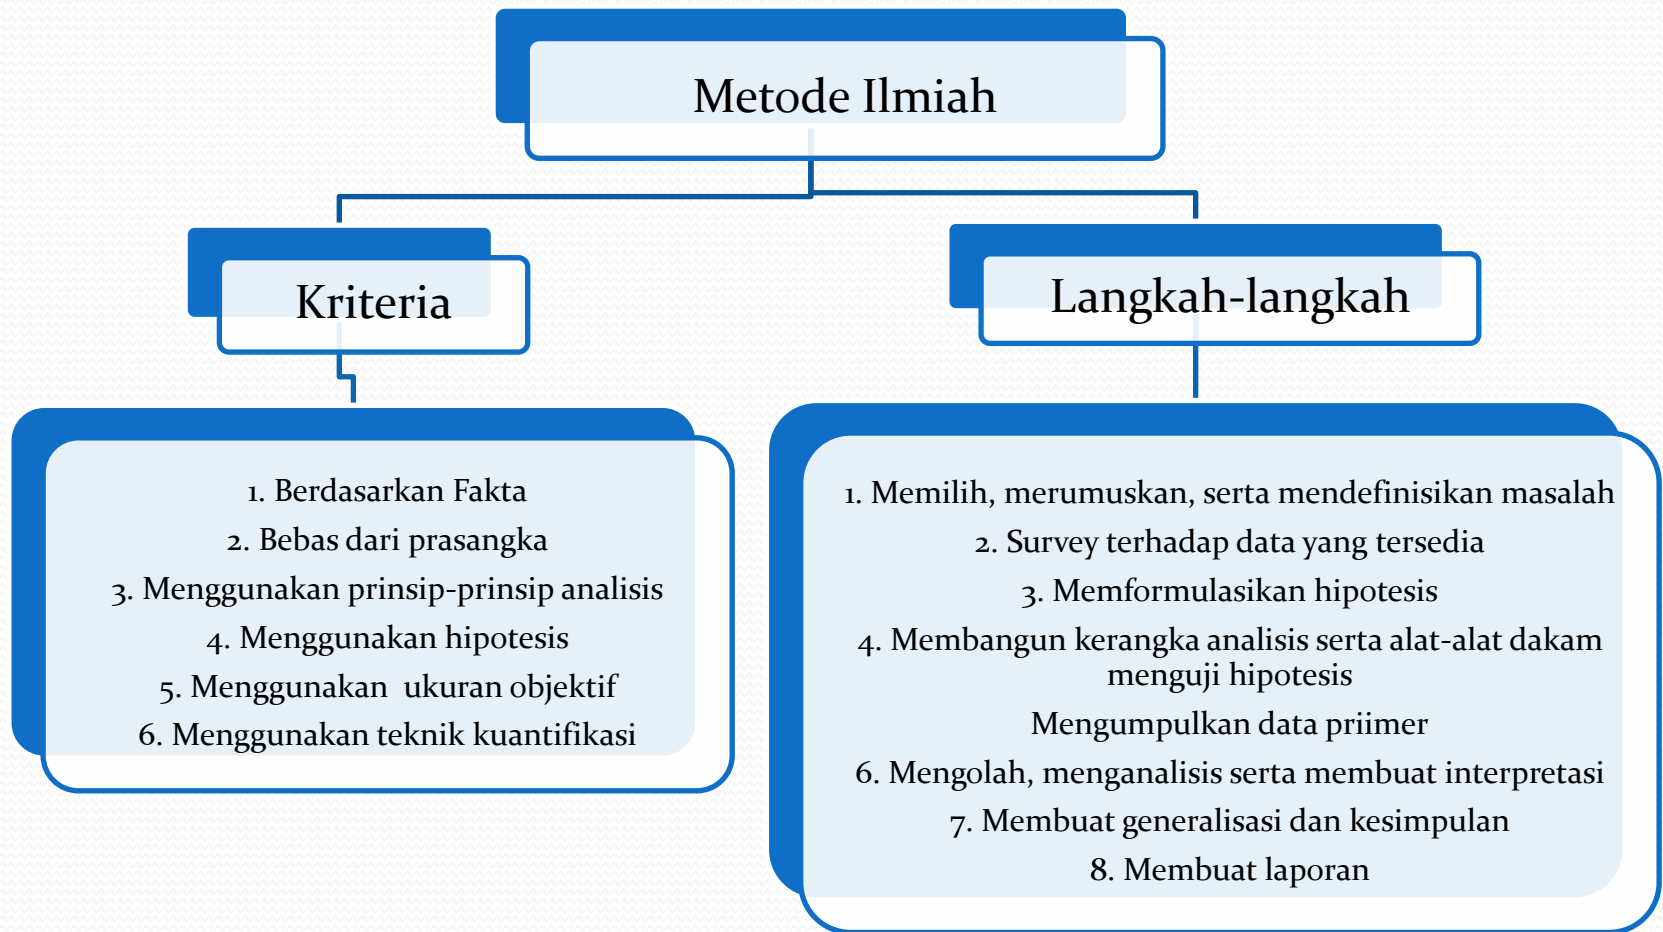 Metode Ilmiah
Kriteria
Langkah-langkah
1. Berdasarkan Fakta
2. Bebas dari prasangka
3. Menggunakan prinsip-prinsip analisis
4. Menggunakan hipotesis
5. Menggunakan  ukuran objektif
6. Menggunakan teknik kuantifikasi
1. Memilih, merumuskan, serta mendefinisikan masalah
2. Survey terhadap data yang tersedia
3. Memformulasikan hipotesis
4. Membangun kerangka analisis serta alat-alat dakam
menguji hipotesis
Mengumpulkan data priimer
6. Mengolah, menganalisis serta membuat interpretasi
7. Membuat generalisasi dan kesimpulan
8. Membuat laporan